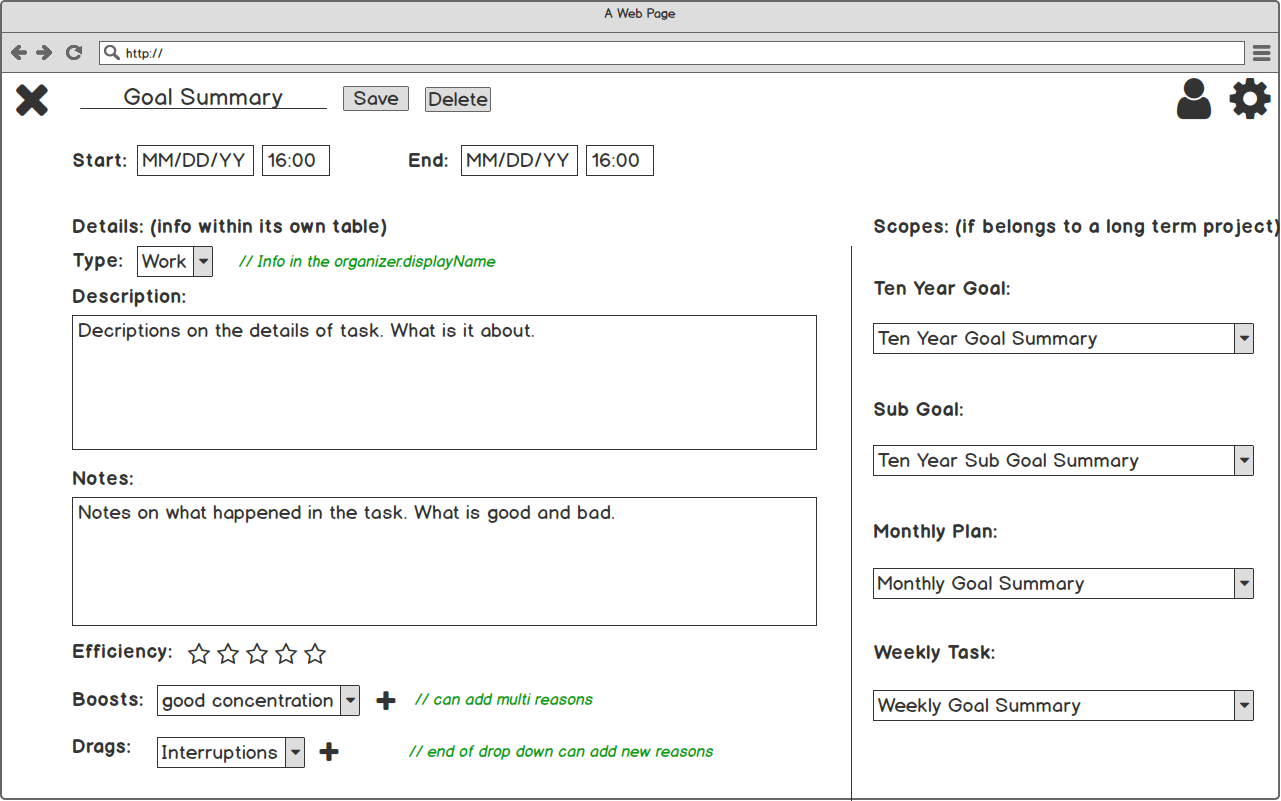 A Web Page
http://
Goal Summary Save Delete
Start: MM/DD/YY 16:00 End: MM/DD/YY 16:00
Details: (info within its own table)
Type: Work // Info in the organizer.displayName
Description:
Decriptions on the details of task. What is it about.
Notes:
Notes on what happened in the task. What is good and bad.
Efficiency:
Boosts: good concentration // can add multi reasons
Drags: Interruptions // end of drop down can add new reasons
Scopes: (if belongs to a long term project)
Ten Year Goal:
Ten Year Goal Summary
Sub Goal:
Ten Year Sub Goal Summary
Monthly Plan:
Monthly Goal Summary
Weekly Task:
Weekly Goal Summary